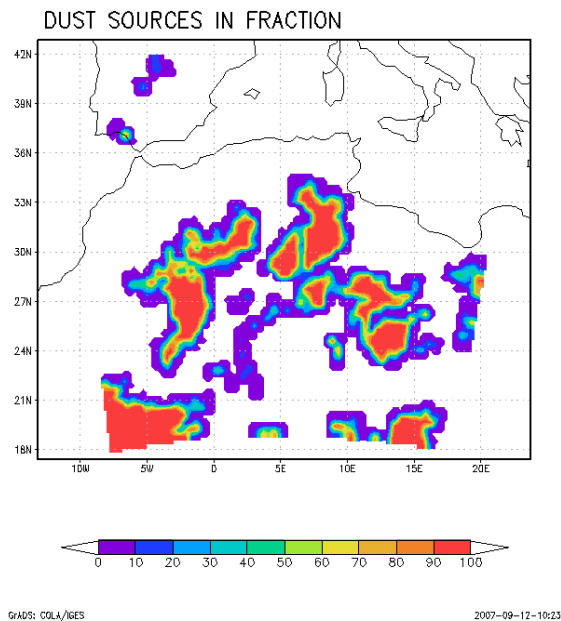 DUST SOURCES IN FRACTION
42N
39N
36N
33N
30N
27N
24N
21N
18N
10W 5W 0 5E 10E 15E 20E
0 10 20 30 40 50 60 70 80 90 100
GrADS: COLA/IGES 2007-09-12-10:23